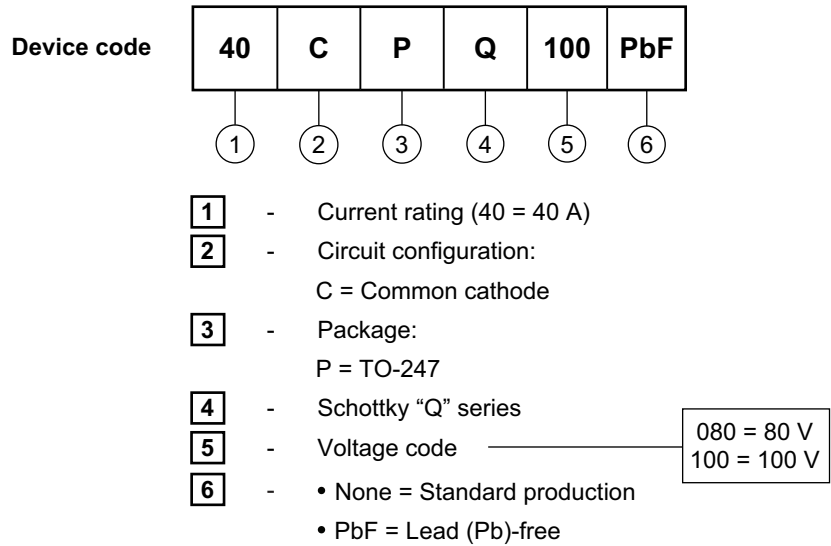 Device code 40 C P Q 100 PbF
1 2 3 4 5 6
1 - Current rating (40 = 40 A)
2 - Circuit configuration:
C = Common cathode
3 - Package:
P = TO-247
4 - Schottky “Q” series
5 - Voltage code
080 = 80 V
100 = 100 V
6 - • None = Standard production
• PbF = Lead (Pb)-free